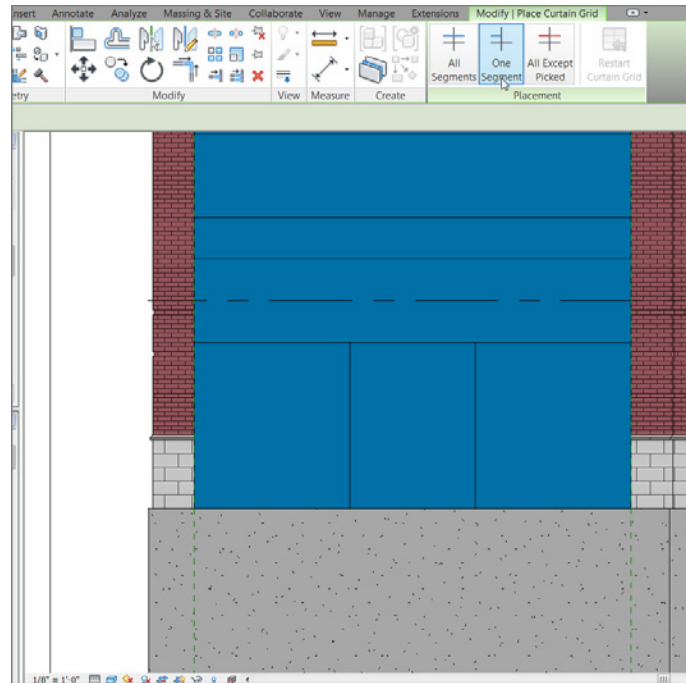 nsert Annotate Analyze Massing & Site Collaborate View Manage Extensions Modify | Place Curtain Grid
All Segments One Segment All Except Picked Restart Curtain Grid
etry Modify View Measure Create Placement
1/8" = 1'-0"